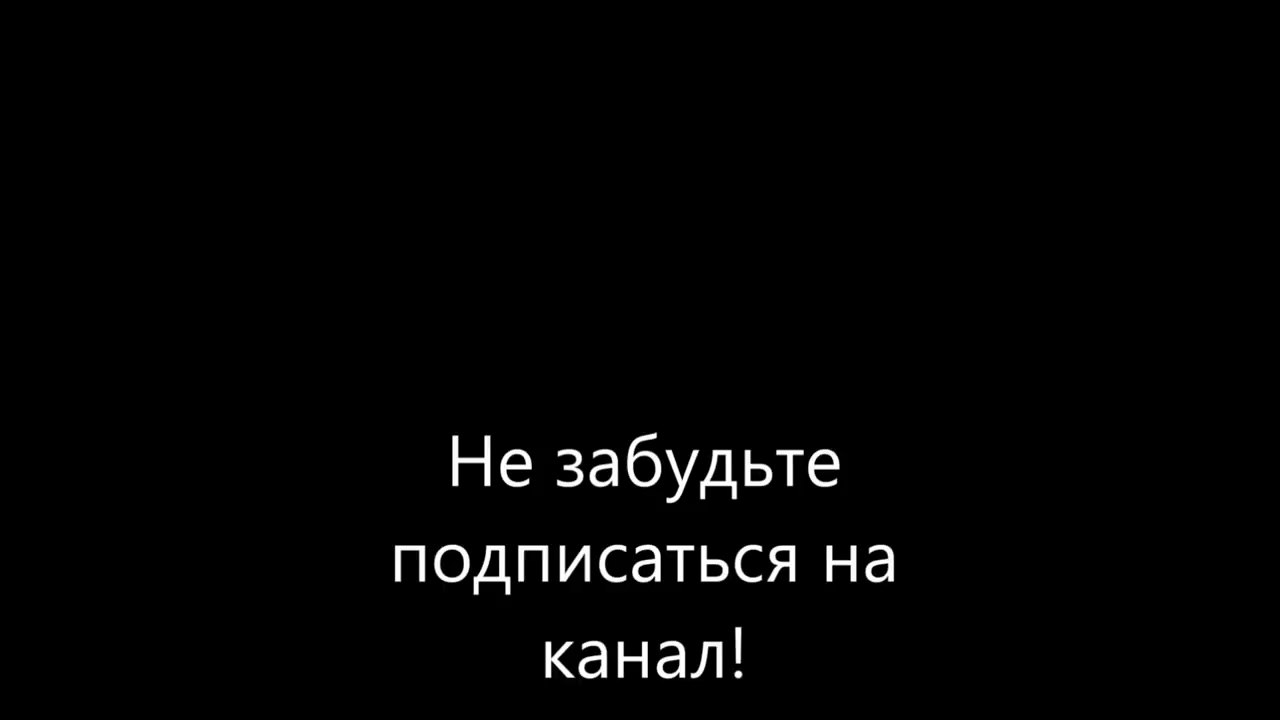 Не забудьте
подписаться на
канал!